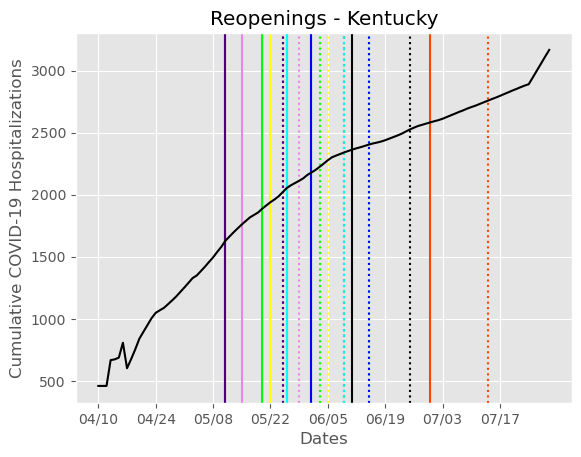 Reopenings - Kentucky
Cumulative COVID-19 Hospitalizations
3000
2500
2000
1500
1000
500
04/10 04/24 05/08 05/22 06/05 06/19 07/03 07/17
Dates